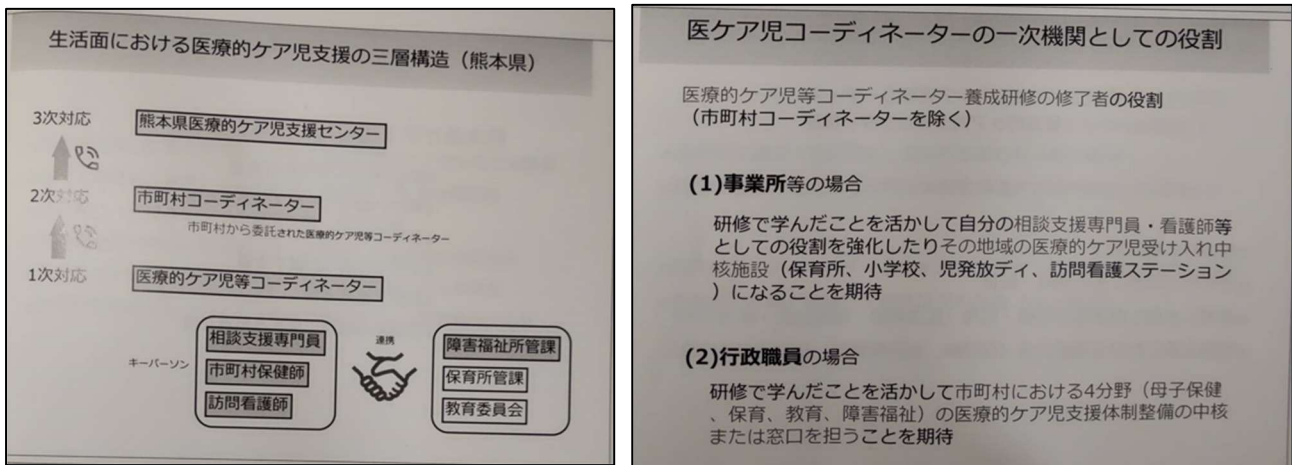 生活面における医療的ケア児支援の三層構造（熊本県）
3次対応
熊本県医療的ケア児支援センター
2次対応
市町村コーディネーター
市町村から委託された医療的ケア児等コーディネーター
1次対応
医療的ケア児等コーディネーター
キーパーソン
相談支援専門員
市町村保健師
訪問看護師
連携
障害福祉所管課
保育所管課
教育委員会
医ケア児コーディネーターの一次機関としての役割
医療的ケア児等コーディネーター養成研修の修了者の役割
（市町村コーディネーターを除く）
(1)事業所等の場合
研修で学んだことを活かして自分の相談支援専門員・看護師等
としての役割を強化したりその地域の医療的ケア児受け入れ中
核施設（保育所、小学校、児発放ディ、訪問看護ステーション
）になることを期待
(2)行政職員の場合
研修で学んだことを活かして市町村における4分野（母子保健
、保育、教育、障害福祉）の医療的ケア児支援体制整備の中核
または窓口を担うことを期待